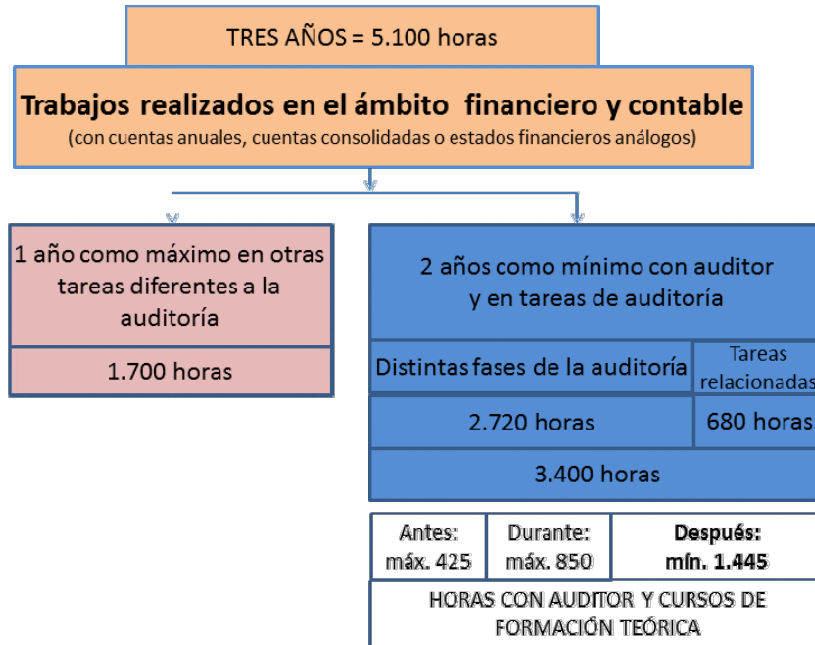 TRES AÑOS = 5.100 horas
Trabajos realizados en el ámbito financiero y contable
(con cuentas anuales, cuentas consolidadas o estados financieros análogos)
1 año como máximo en otras
tareas diferentes a la
auditoría
1.700 horas
2 años como mínimo con auditor
y en tareas de auditoría
Distintas fases de la auditoría
Tareas
relacionadas
2.720 horas
680 horas
3.400 horas
Antes:
máx. 425
Durante:
máx. 850
Después:
mín. 1.445
HORAS CON AUDITOR Y CURSOS DE
FORMACIÓN TEÓRICA